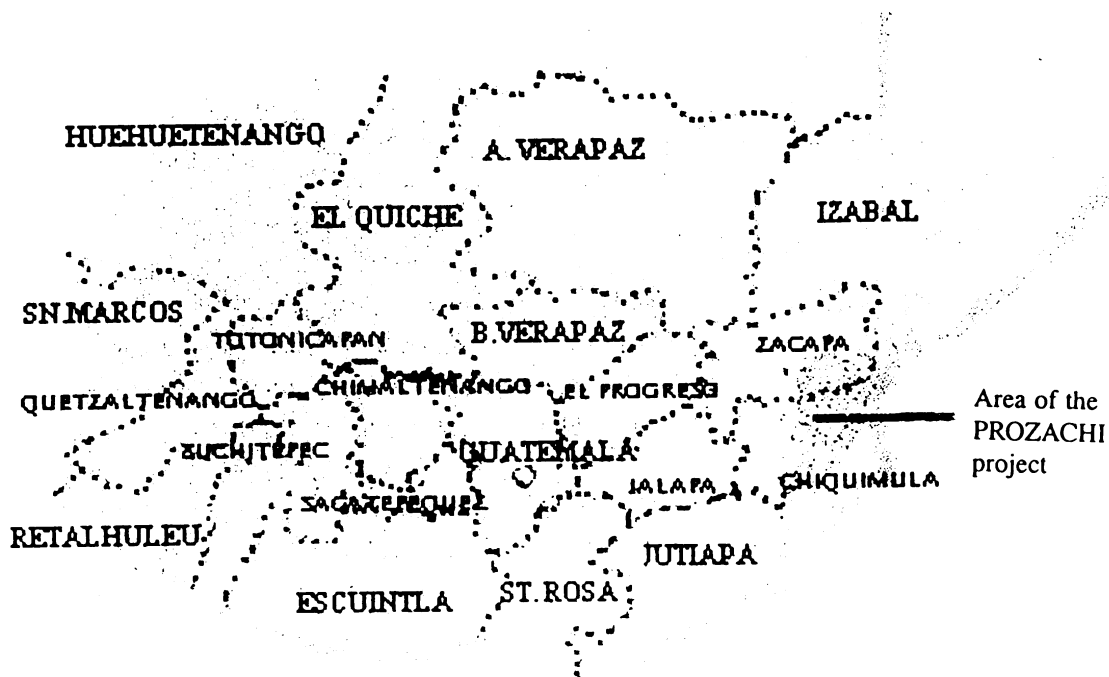 HUEHUETENANGO
A. VERAPAZ
EL QUICHE
IZABAL
SN.MARCOS
B.VERAPAZ
TOTONICAPAN
ZACAPA
CHIMALTENANGO
EL PROGRESO
QUETZALTENANGO
Area of the
PROZACHI
project
SUCHITEPEC
GUATEMALA
JALAPA
CHIQUIMULA
SACATEPEQUEZ
RETALHULEU
JUTIAPA
ESCUINTLA
ST. ROSA